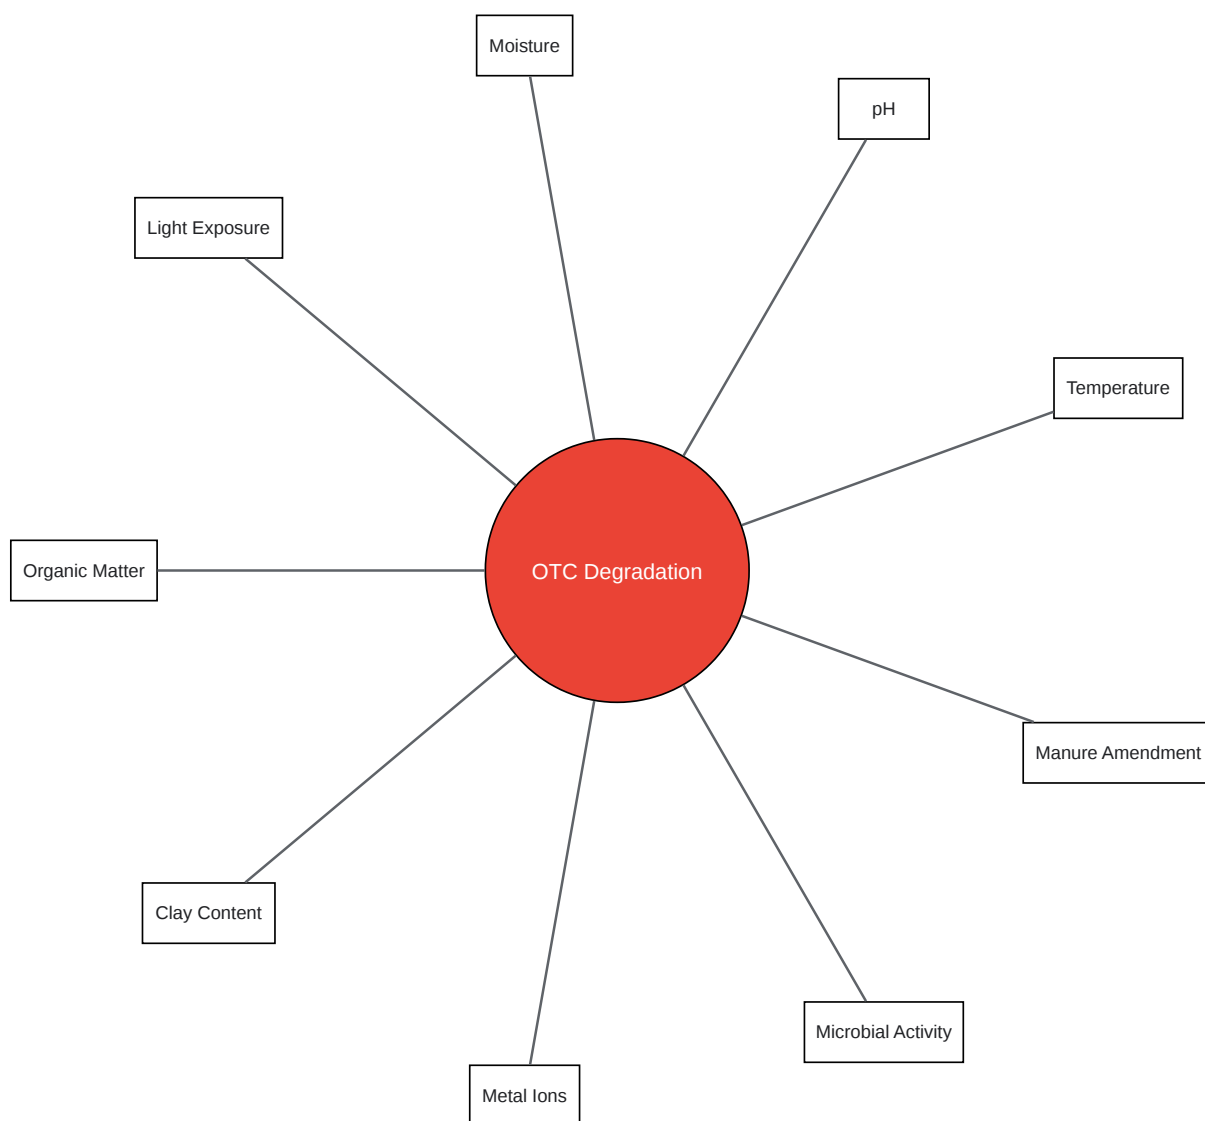 Moisture
pH
Light Exposure
Temperature
Organic Matter
OTC Degradation
Manure Amendment
Clay Content
Microbial Activity
Metal Ions